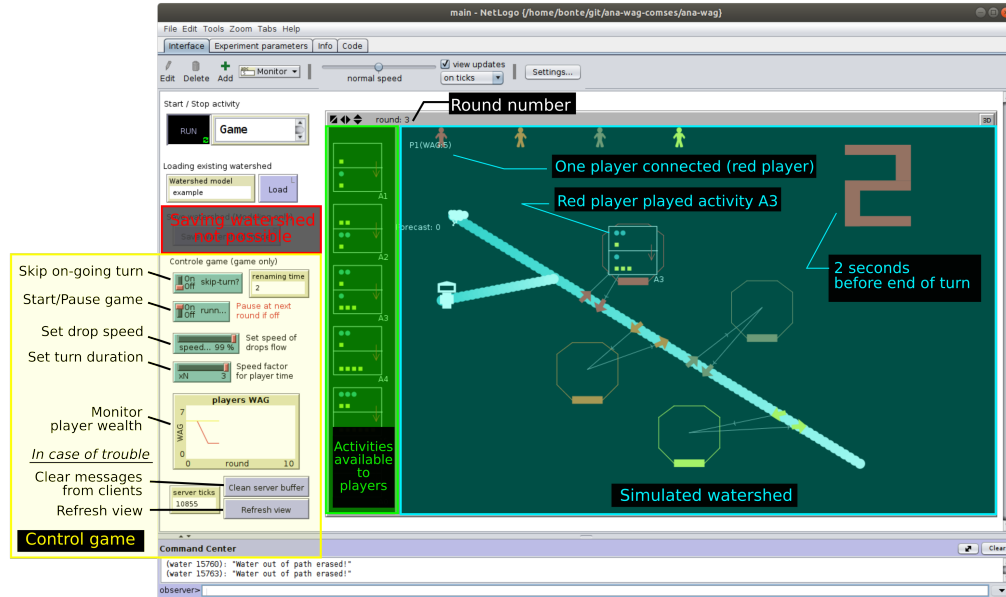 main - NetLogo {/home/bonte/git/ana-wag-comses/ana-wag}
File Edit Tools Zoom Tabs Help
Interface Experiment parameters Info Code
Edit Delete Add Monitor
normal speed
view updates
on ticks
Settings...
Start / Stop activity
RUN
Game
Round number
round: 3
3D
Loading existing watershed
Watershed model
example
Load
Saving watershed
not possible
P1(WAG:5)
One player connected (red player)
Red player played activity A3
orecast: 0
2
2 seconds
before end of turn
A1
A2
A3
A4
A3
Activities
available
to
players
Simulated watershed
Controle game (game only)
Skip on-going turn
On
Off
skip-turn?
renaming time
2
Start/Pause game
On
Off
runn...
Pause at next
round if off
Set drop speed
speed... 99 %
Set speed of
drops flow
Set turn duration
xN 3
Speed factor
for player time
Monitor
player wealth
players WAG
7
WAG
0
0 round 10
In case of trouble
Clear messages
from clients
Refresh view
server ticks
10855
Clean server buffer
Refresh view
Control game
Command Center
Clear
(water 15760): "Water out of path erased!"
(water 15763): "Water out of path erased!"
observer>